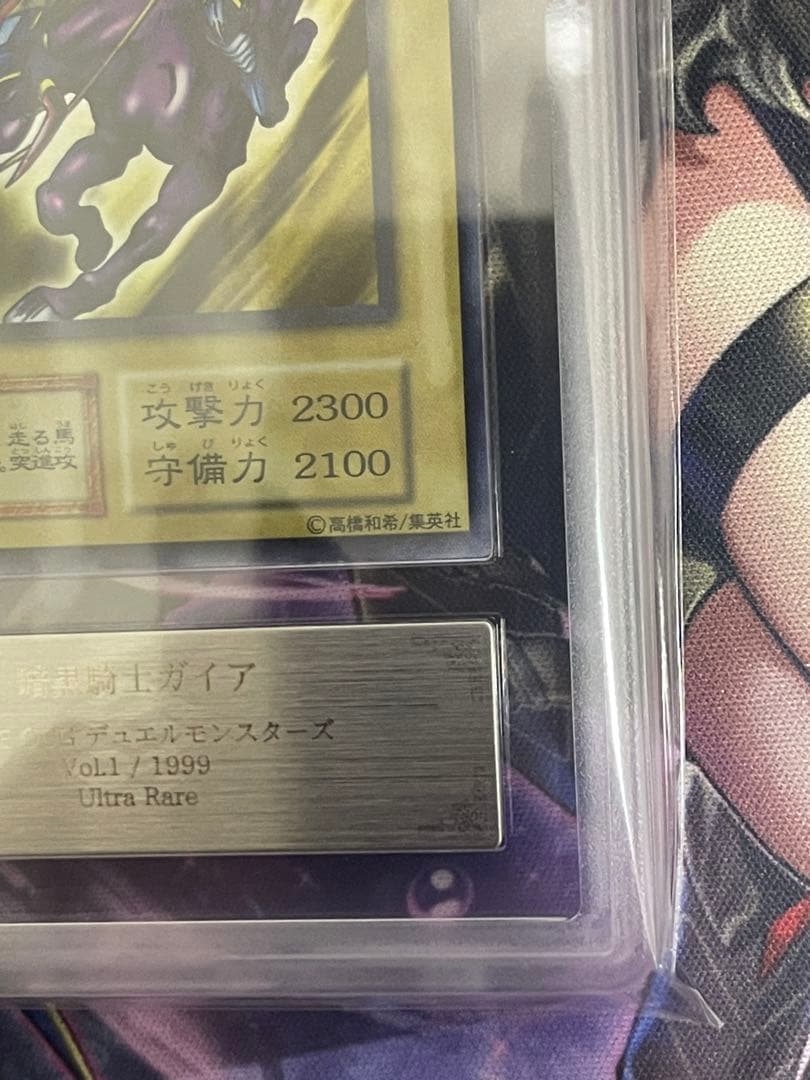 こうげきりょく
攻撃力 2300
しゅびりょく
守備力 2100
走る馬
突進攻
©高橋和希/集英社
暗黒騎士ガイア
デュエルモンスターズ
Vol.1 / 1999
Ultra Rare